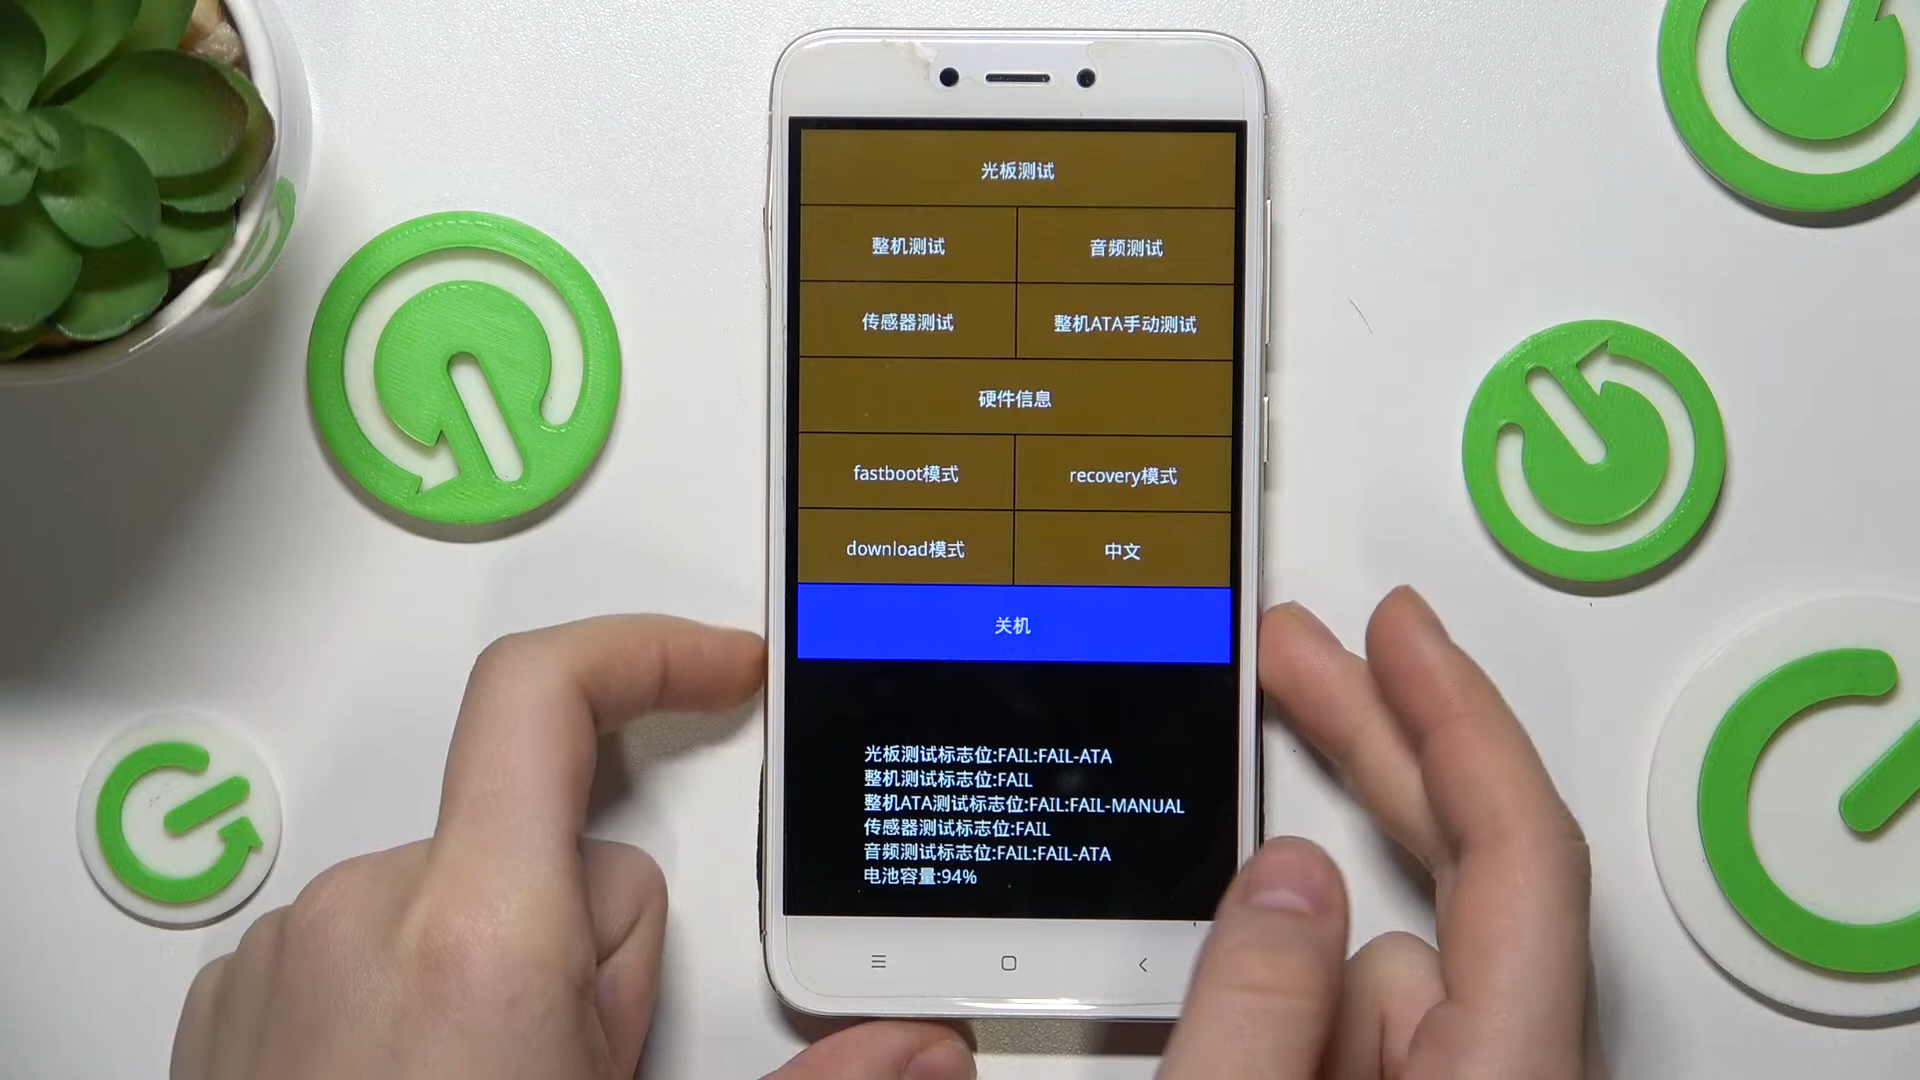 光板测试
整机测试 音频测试
传感器测试 整机ATA手动测试
硬件信息
fastboot模式 recovery模式
download模式 中文
关机
光板测试标志位:FAIL:FAIL-ATA
整机测试标志位:FAIL
整机ATA测试标志位:FAIL:FAIL-MANUAL
传感器测试标志位:FAIL
音频测试标志位:FAIL:FAIL-ATA
电池容量:94%